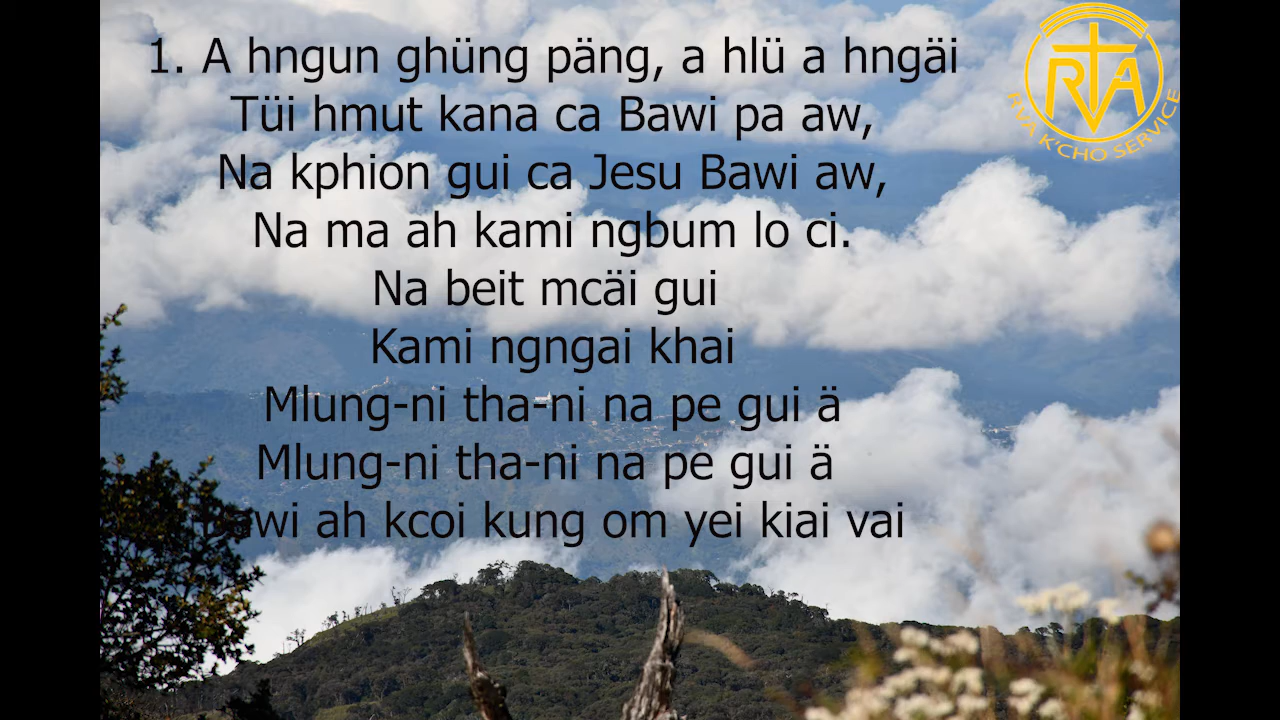 1. A hngun ghüng päng, a hlü a hngäi
Tüi hmut kana ca Bawi pa aw,
Na kphion gui ca Jesu Bawi aw,
Na ma ah kami ngbum lo ci.
Na beit mcäi gui
Kami ngngai khai
Mlung-ni tha-ni na pe gui ä
Mlung-ni tha-ni na pe gui ä
ah kcoi kung om yei kiai vai
RTA
RVA K'CHO SERVICE